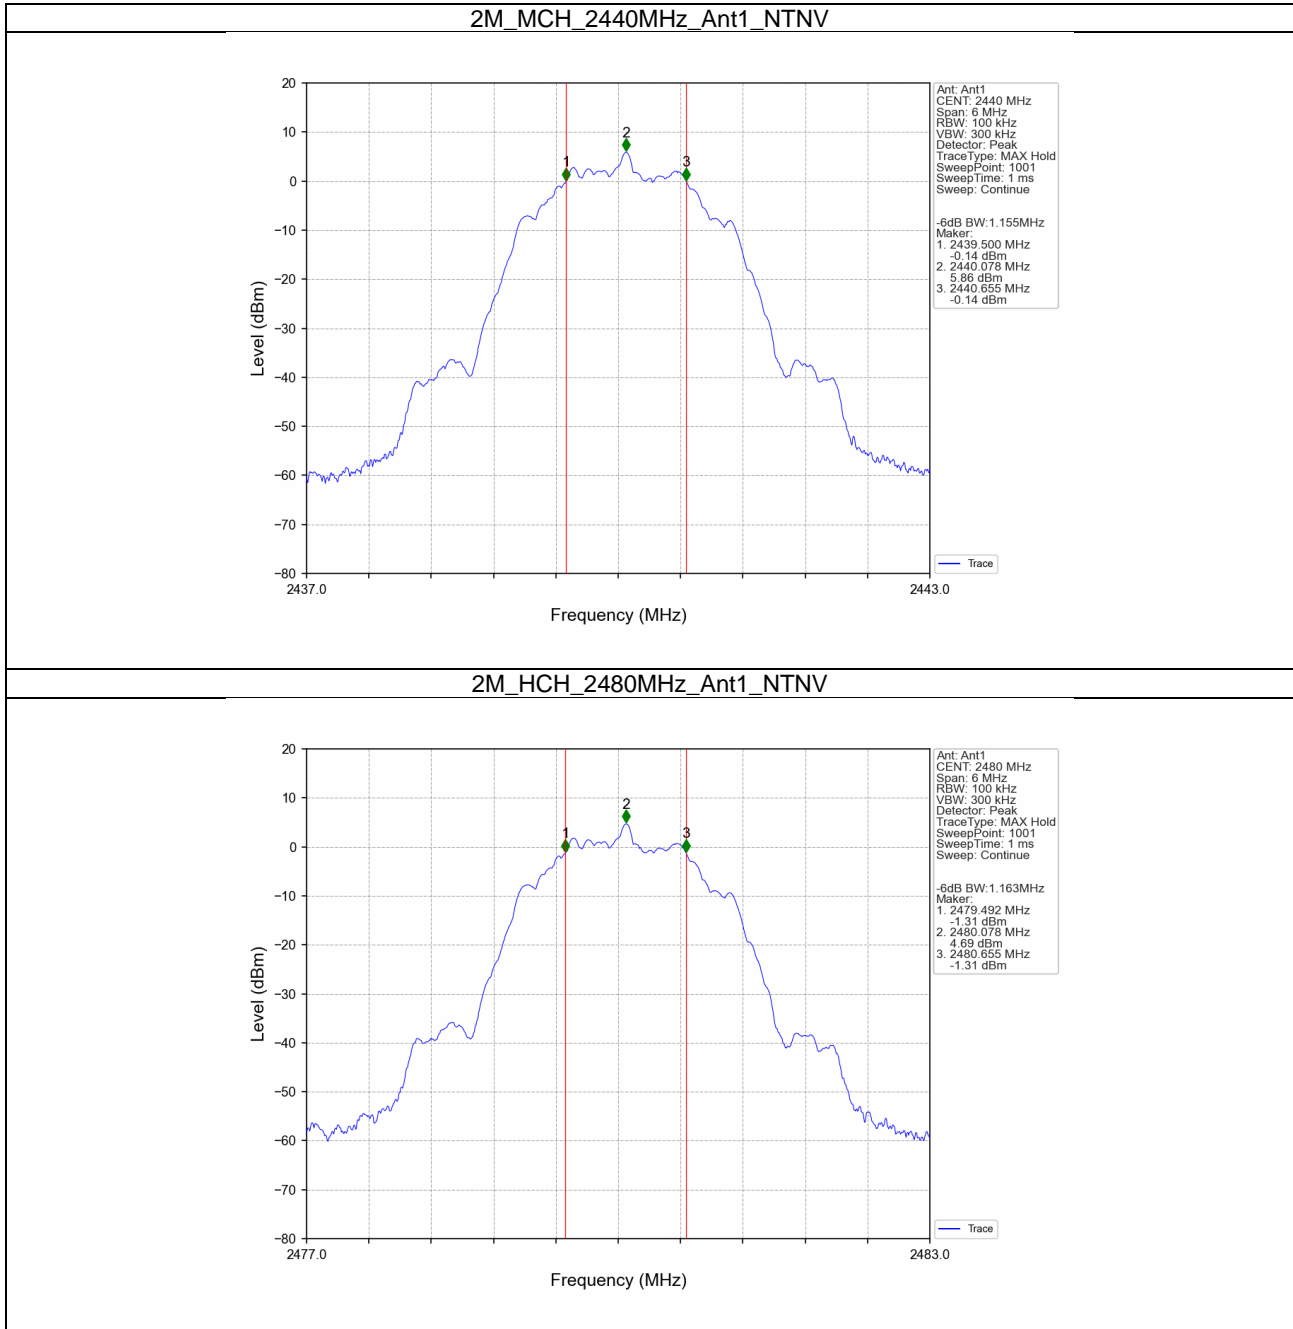 2M_MCH_2440MHz_Ant1_NTNV
20
10
0
−10
−20
−30
−40
−50
−60
−70
−80
Level (dBm)
1
2
3
2437.0
2443.0
Frequency (MHz)
Ant: Ant1
CENT: 2440 MHz
Span: 6 MHz
RBW: 100 kHz
VBW: 300 kHz
Detector: Peak
TraceType: MAX Hold
SweepPoint: 1001
SweepTime: 1 ms
Sweep: Continue
-6dB BW:1.155MHz
Maker:
1. 2439.500 MHz
-0.14 dBm
2. 2440.078 MHz
5.86 dBm
3. 2440.655 MHz
-0.14 dBm
Trace
2M_HCH_2480MHz_Ant1_NTNV
20
10
0
−10
−20
−30
−40
−50
−60
−70
−80
Level (dBm)
1
2
3
2477.0
2483.0
Frequency (MHz)
Ant: Ant1
CENT: 2480 MHz
Span: 6 MHz
RBW: 100 kHz
VBW: 300 kHz
Detector: Peak
TraceType: MAX Hold
SweepPoint: 1001
SweepTime: 1 ms
Sweep: Continue
-6dB BW:1.163MHz
Maker:
1. 2479.492 MHz
-1.31 dBm
2. 2480.078 MHz
4.69 dBm
3. 2480.655 MHz
-1.31 dBm
Trace